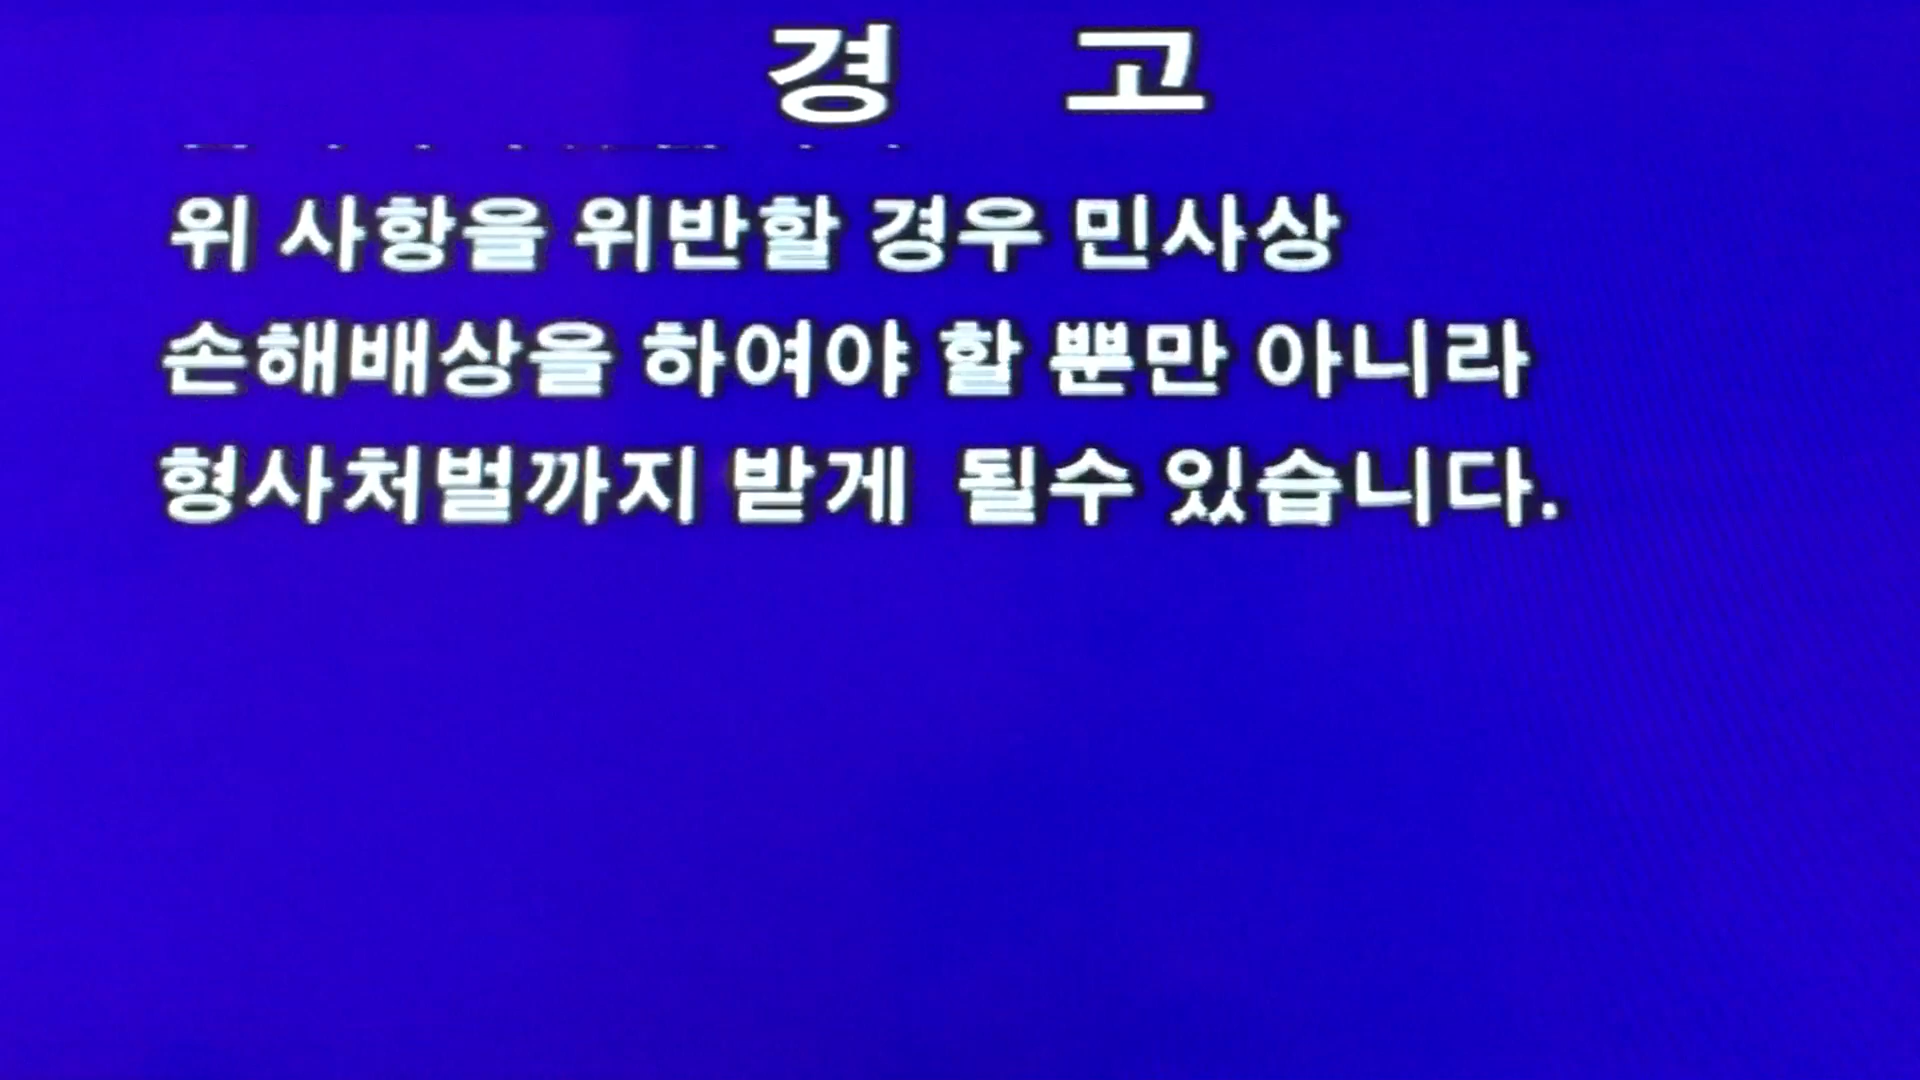 경 고
위 사항을 위반할 경우 민사상
손해배상을 하여야 할 뿐만 아니라
형사처벌까지 받게 될수 있습니다.